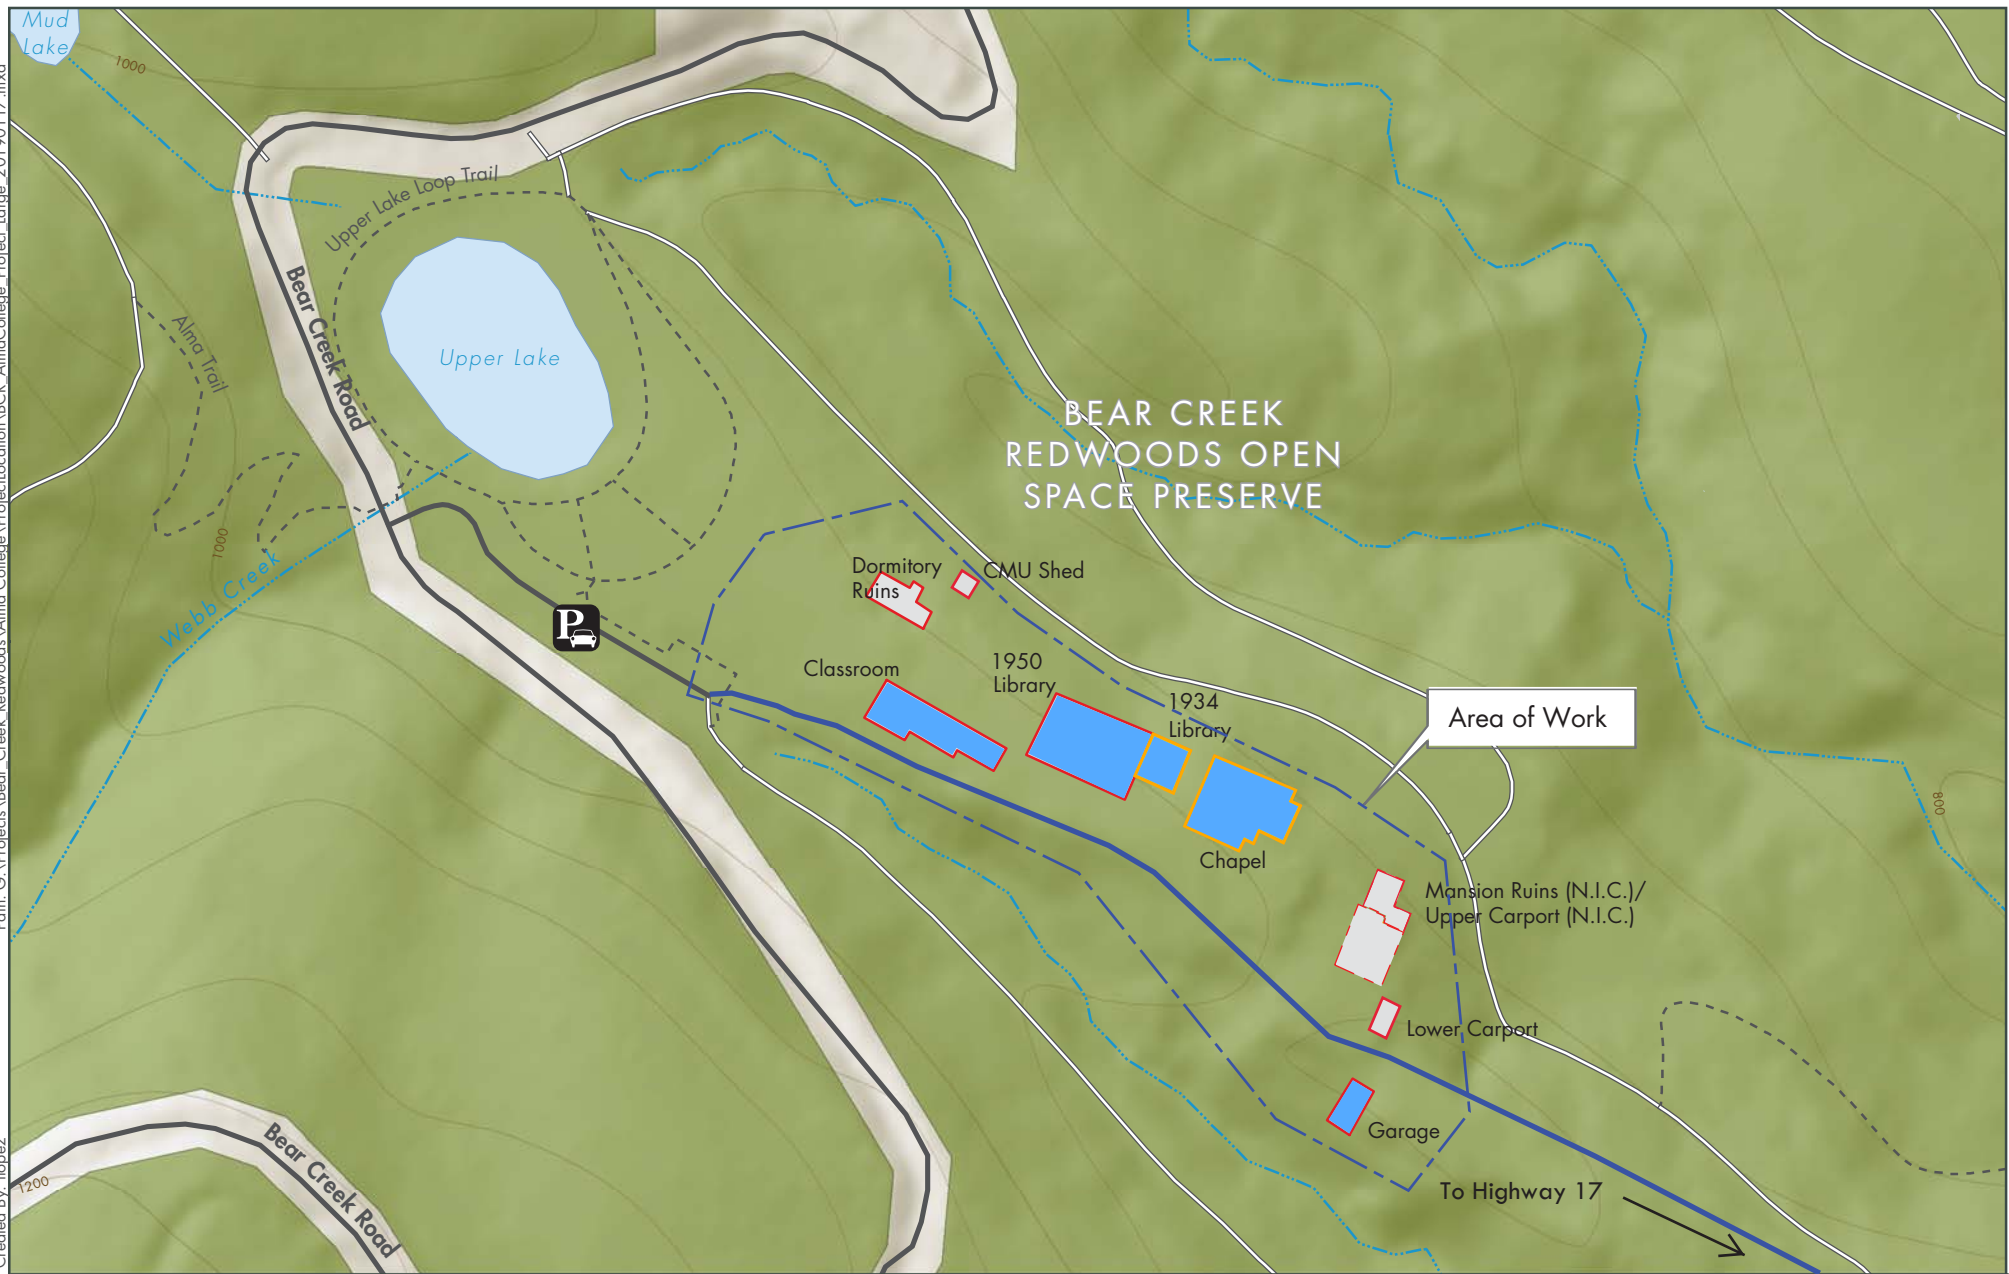 Mud
Lake
1000
Upper Lake Loop Trail
Bear Creek Road
Alma Trail
Upper Lake
BEAR CREEK
REDWOODS OPEN
SPACE PRESERVE
1000
Webb Creek
Dormitory
Ruins
CMU Shed
P
Classroom
1950
Library
1934
Library
Area of Work
800
Chapel
Mansion Ruins (N.I.C.)/
Upper Carport (N.I.C.)
Lower Carport
Garage
Bear Creek Road
1200
To Highway 17